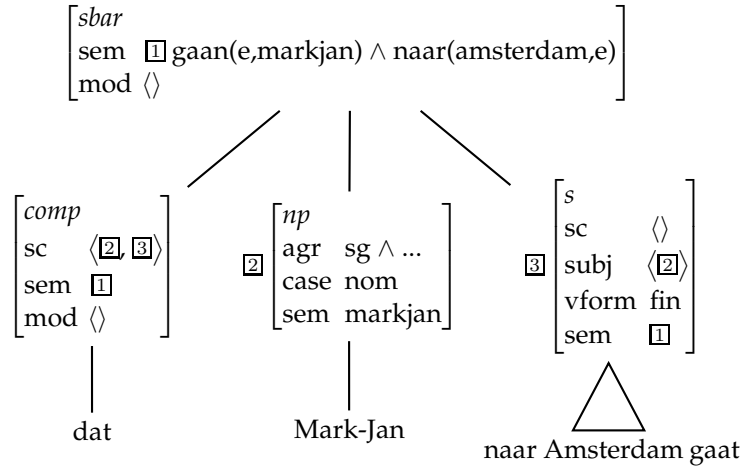 sbar
sem 1 gaan(e,markjan) ∧ naar(amsterdam,e)
mod ⟨⟩
comp
sc ⟨2, 3⟩
sem 1
mod ⟨⟩
dat
2
np
agr sg ∧ ...
case nom
sem markjan
Mark-Jan
3
s
sc ⟨⟩
subj ⟨2⟩
vform fin
sem 1
naar Amsterdam gaat